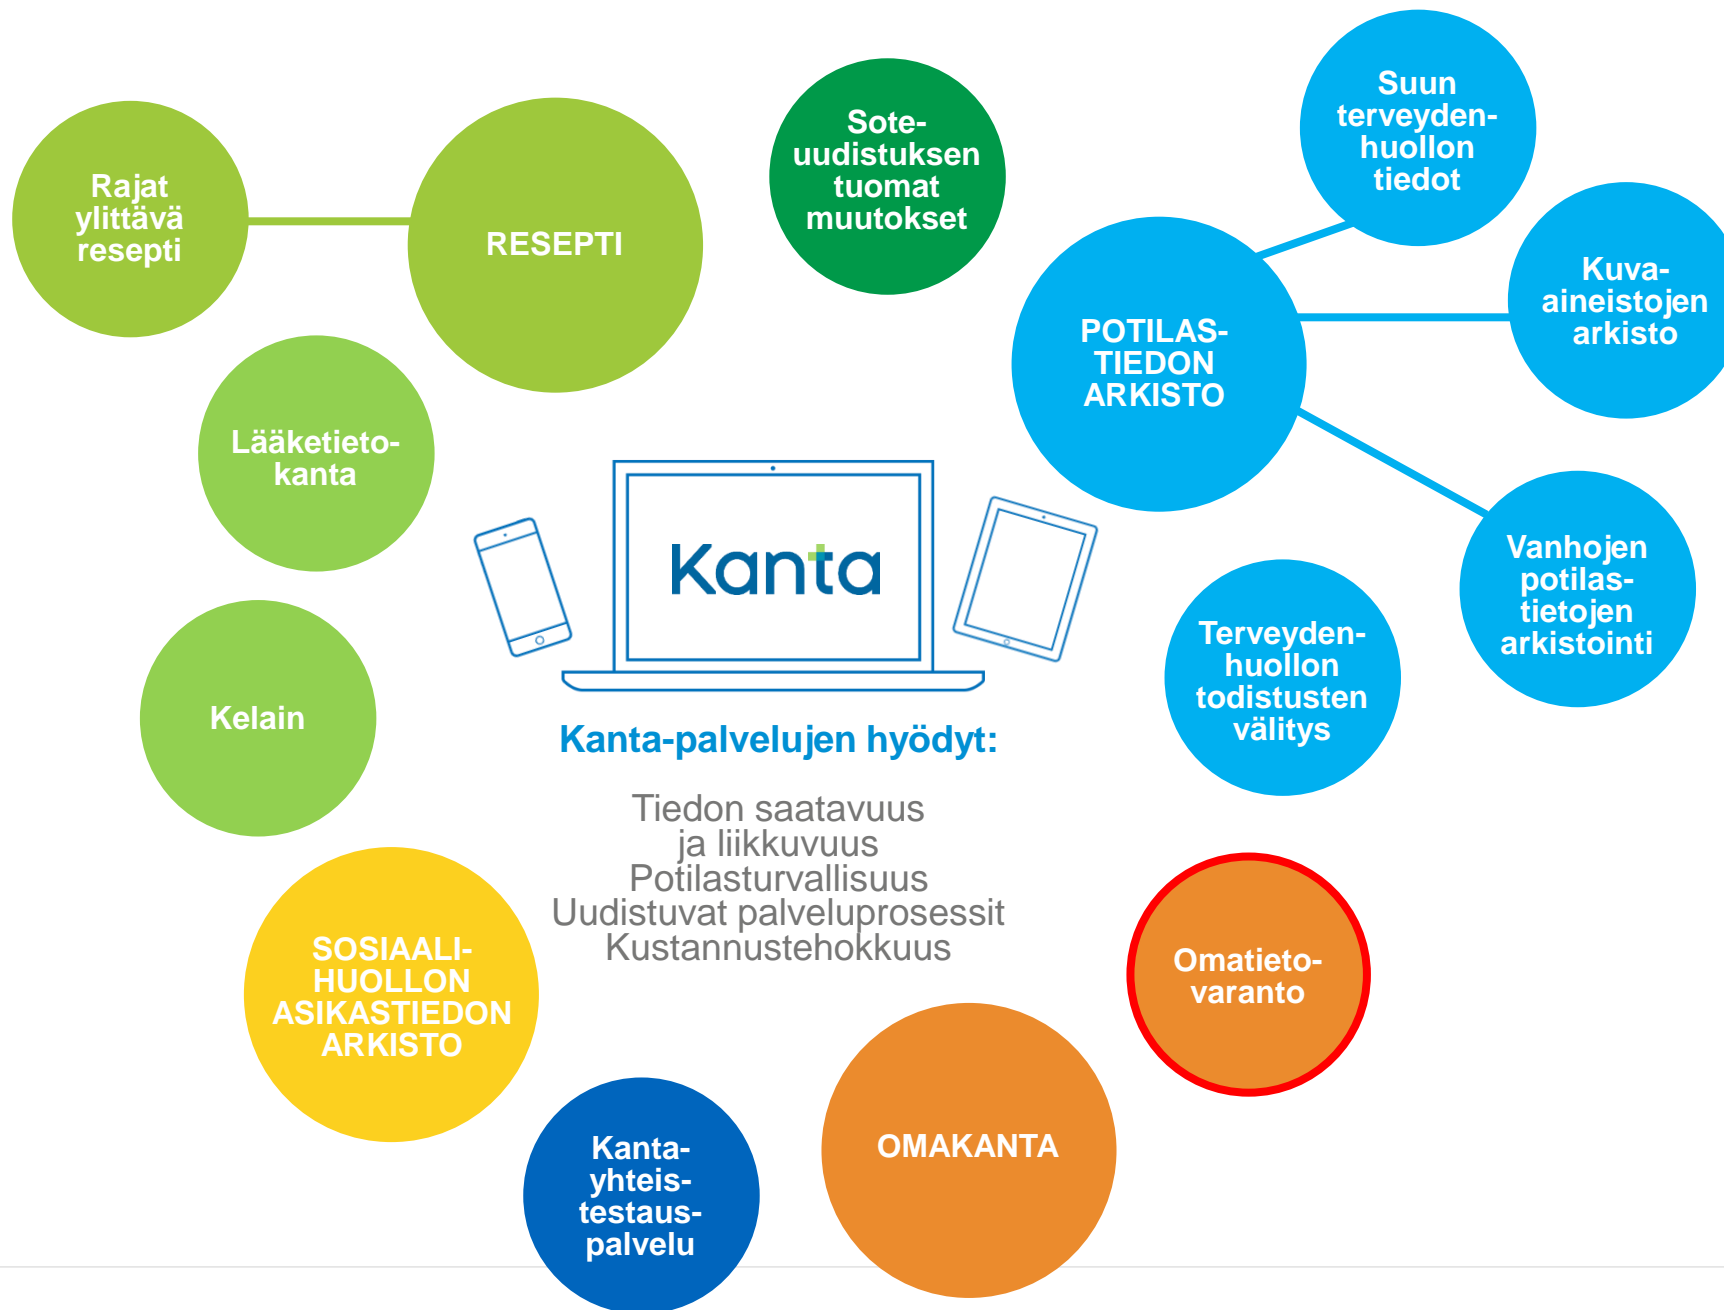 Rajat
ylittävä
resepti
RESEPTI
Sote-
uudistuksen
tuomat
muutokset
Suun
terveyden-
huollon
tiedot
Kuva-
aineistojen
arkisto
POTILAS-
TIEDON
ARKISTO
Lääketieto-
kanta
Kanta
Vanhojen
potilas-
tietojen
arkistointi
Terveyden-
huollon
todistusten
välitys
Kelain
Kanta-palvelujen hyödyt:
Tiedon saatavuus
ja liikkuvuus
Potilasturvallisuus
Uudistuvat palveluprosessit
Kustannustehokkuus
SOSIAALI-
HUOLLON
ASIKASTIEDON
ARKISTO
Omatieto-
varanto
OMAKANTA
Kanta-
yhteis-
testaus-
palvelu